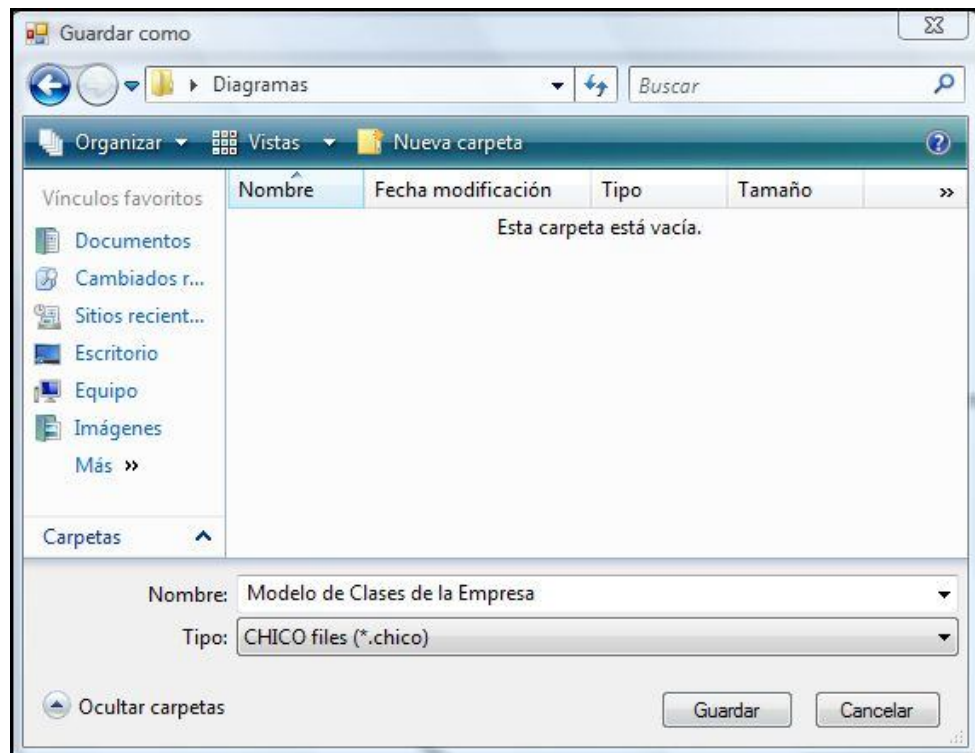 Guardar como
Diagramas
Buscar
Organizar Vistas Nueva carpeta
Vínculos favoritos
Documentos
Cambiados r...
Sitios recient...
Escritorio
Equipo
Imágenes
Más »
Carpetas
Nombre Fecha modificación Tipo Tamaño »
Esta carpeta está vacía.
Nombre: Modelo de Clases de la Empresa
Tipo: CHICO files (*.chico)
Ocultar carpetas Guardar Cancelar